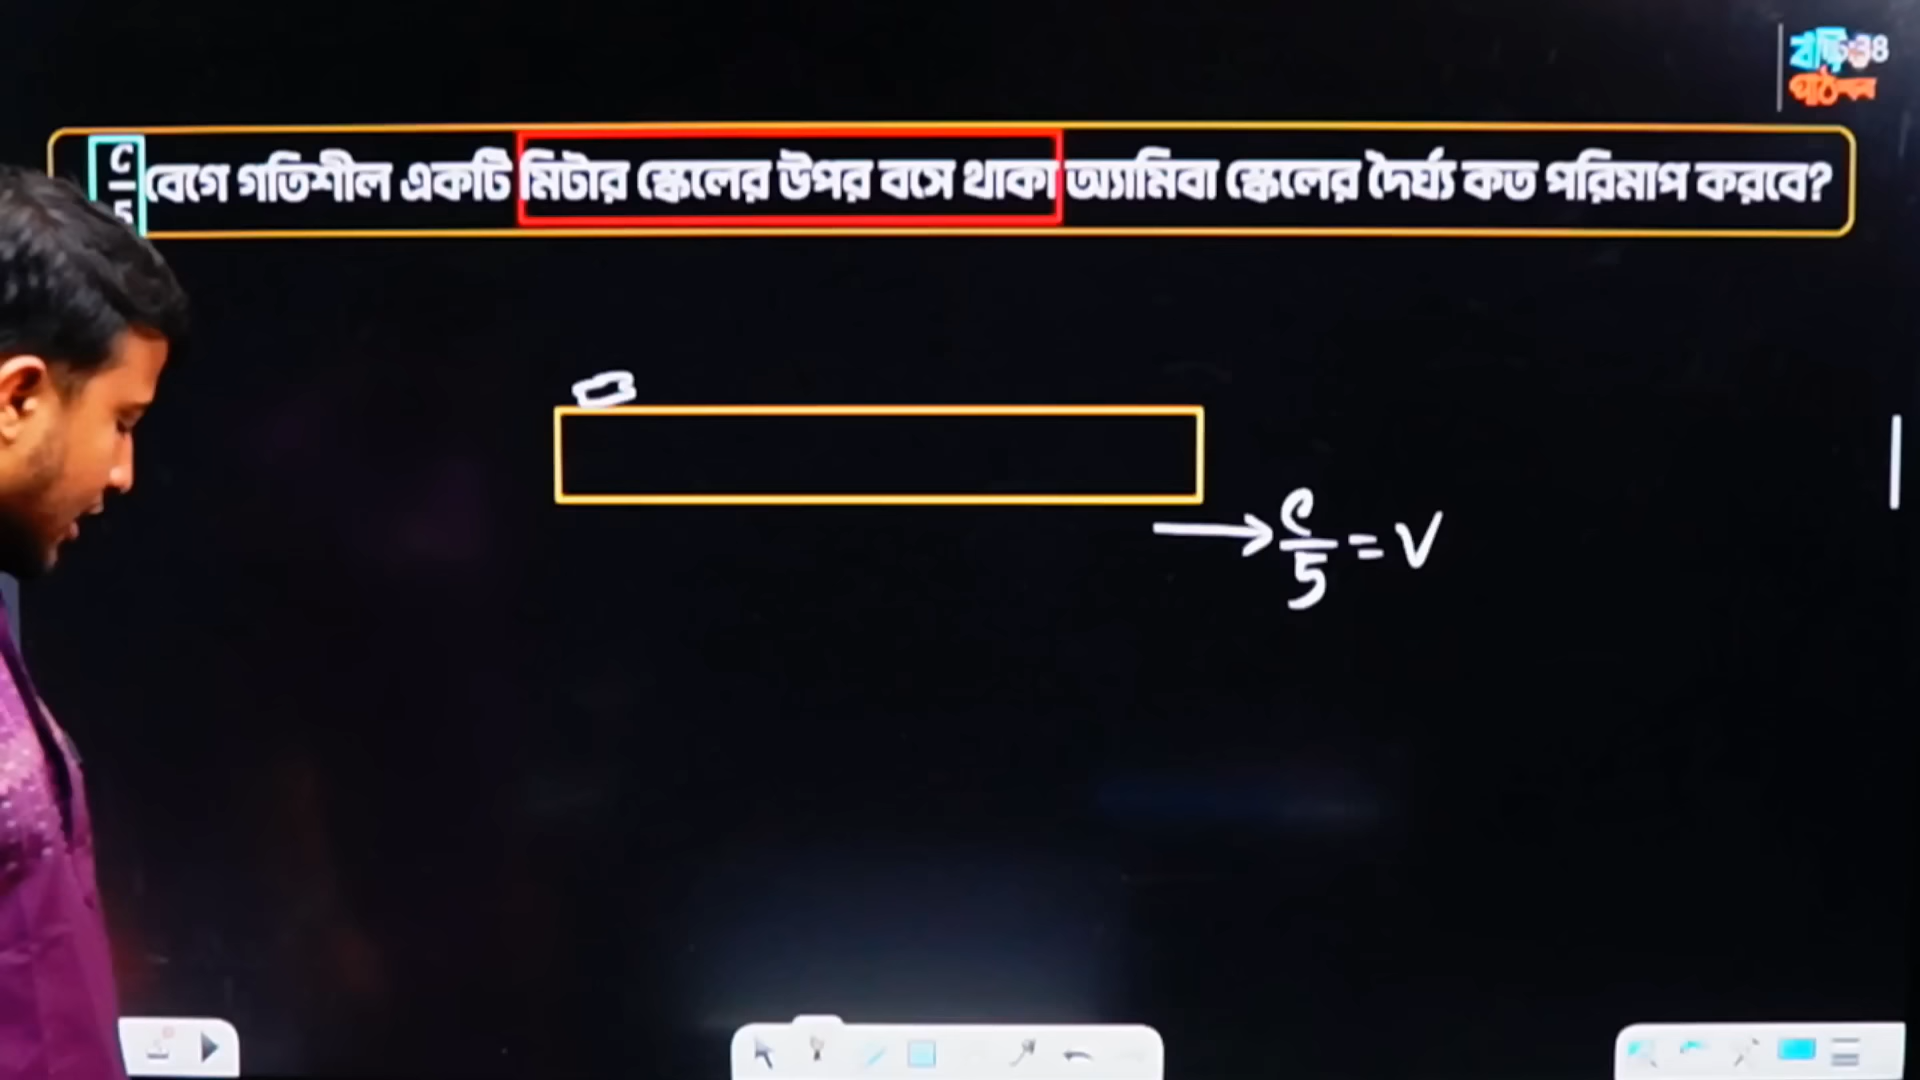 c/5 বেগে গতিশীল একটি মিটার স্কেলের উপর বসে থাকা অ্যামিবা স্কেলের দৈর্ঘ্য কত পরিমাপ করবে?
c/5 = v